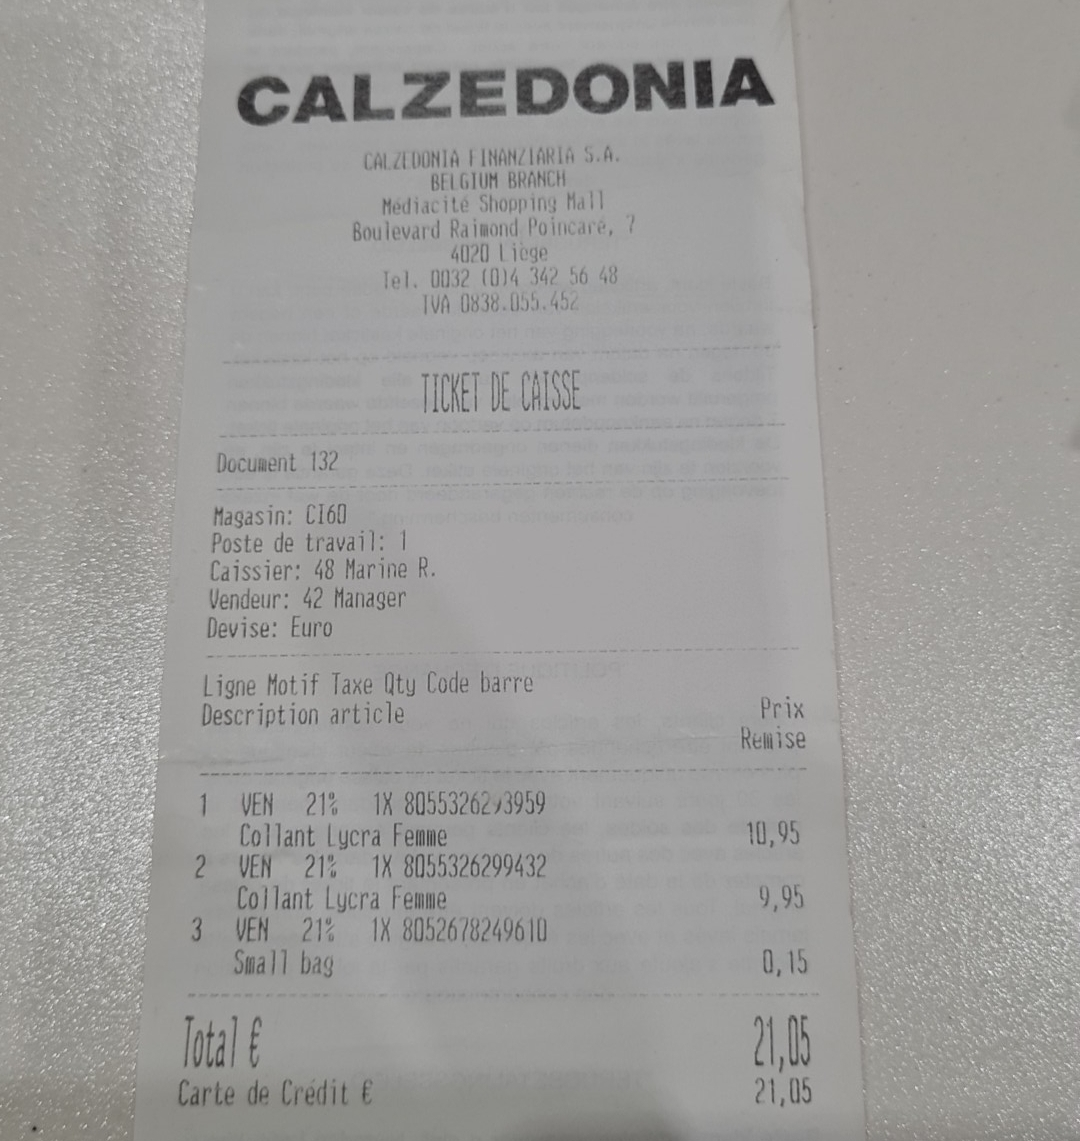 CALZEDONIA
CALZEDONIA FINANZIARIA S.A.
BELGIUM BRANCH
Médiacité Shopping Mall
Boulevard Raimond Poincaré, 7
4020 Liège
Tel. 0032 (0)4 342 56 48
TVA 0838.055.452
TICKET DE CAISSE
Document 132
Magasin: CI60
Poste de travail: 1
Caissier: 48 Marine R.
Vendeur: 42 Manager
Devise: Euro
Ligne Motif Taxe Qty Code barre
Description article Prix
Remise
1 VEN 21% 1X 8055326293959
Collant Lycra Femme 10,95
2 VEN 21% 1X 8055326299432
Collant Lycra Femme 9,95
3 VEN 21% 1X 8052678249610
Small bag 0,15
Total € 21,05
Carte de Crédit € 21,05